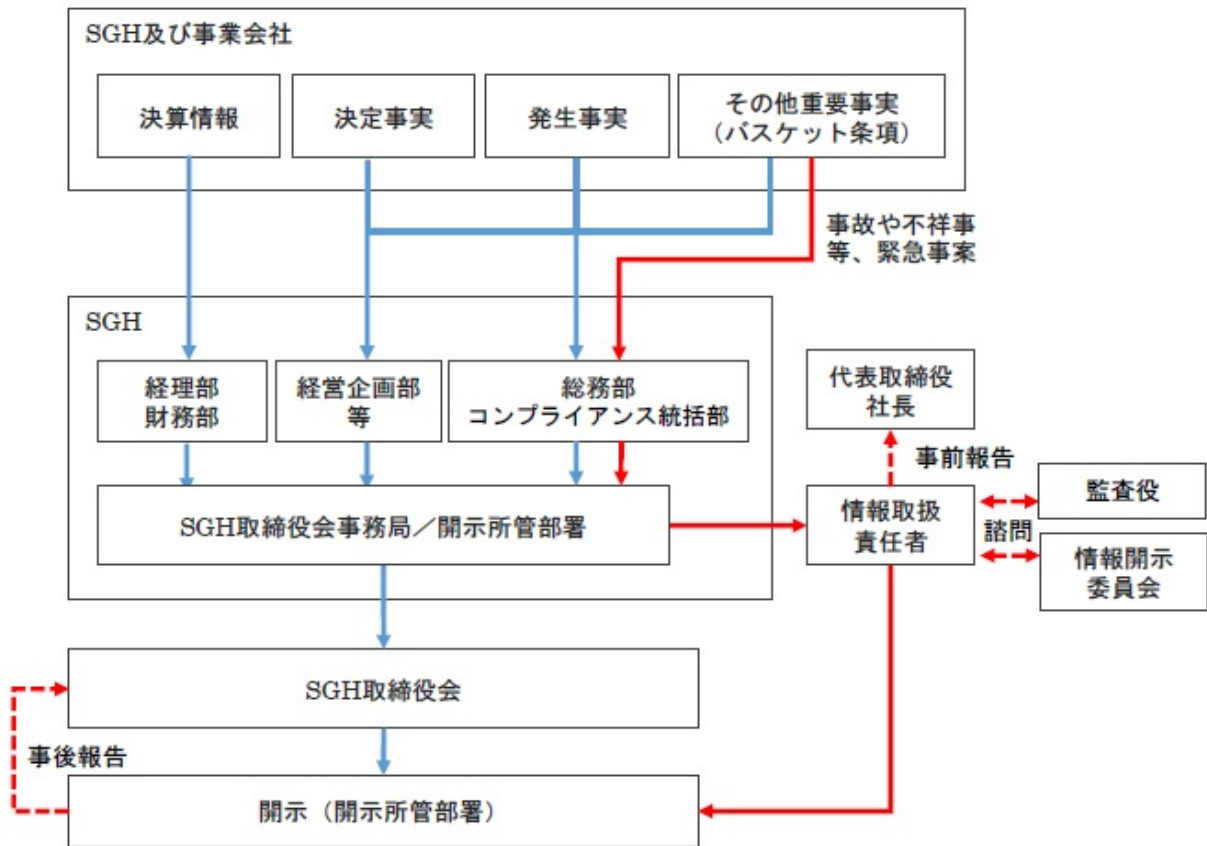 SGH及び事業会社
決算情報
決定事実
発生事実
その他重要事実
（バスケット条項）
事故や不祥事
等、緊急事案
SGH
経理部
財務部
経営企画部
等
総務部
コンプライアンス統括部
代表取締役
社長
事前報告
SGH取締役会事務局／開示所管部署
情報取扱
責任者
監査役
諮問
情報開示
委員会
SGH取締役会
事後報告
開示（開示所管部署）